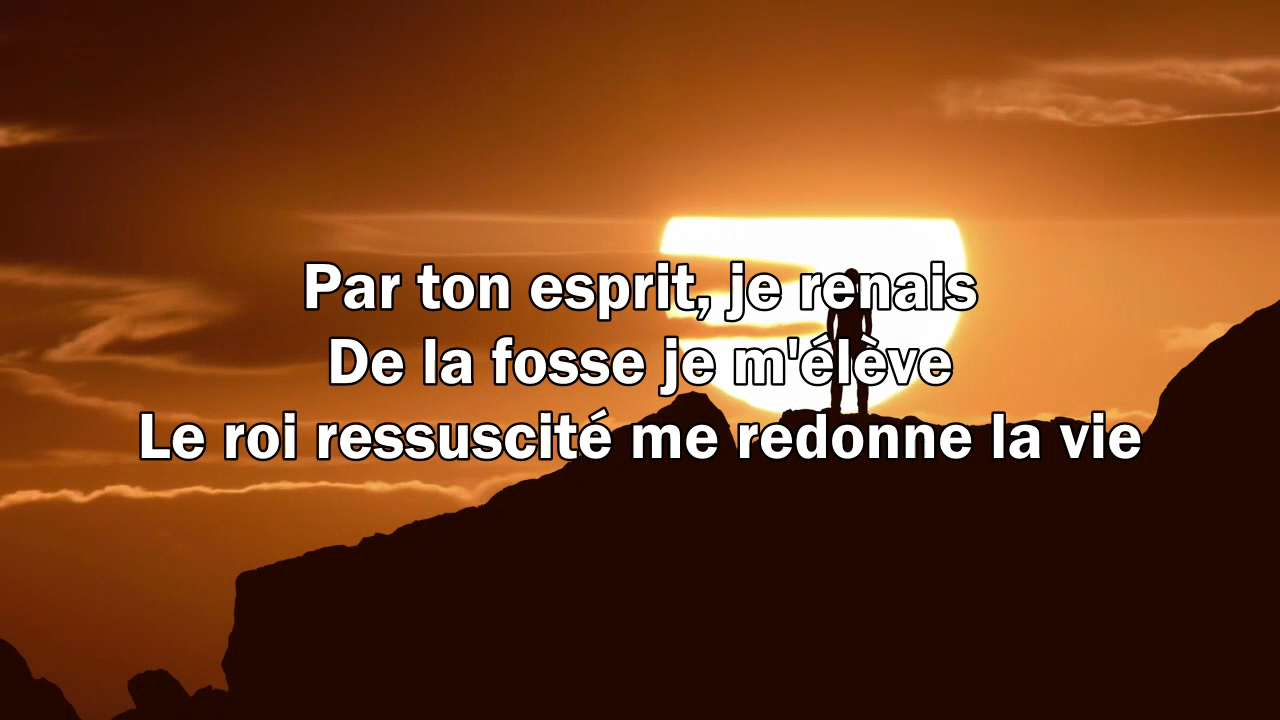 Par ton esprit, je renais
De la fosse je m'élève
Le roi ressuscité me redonne la vie